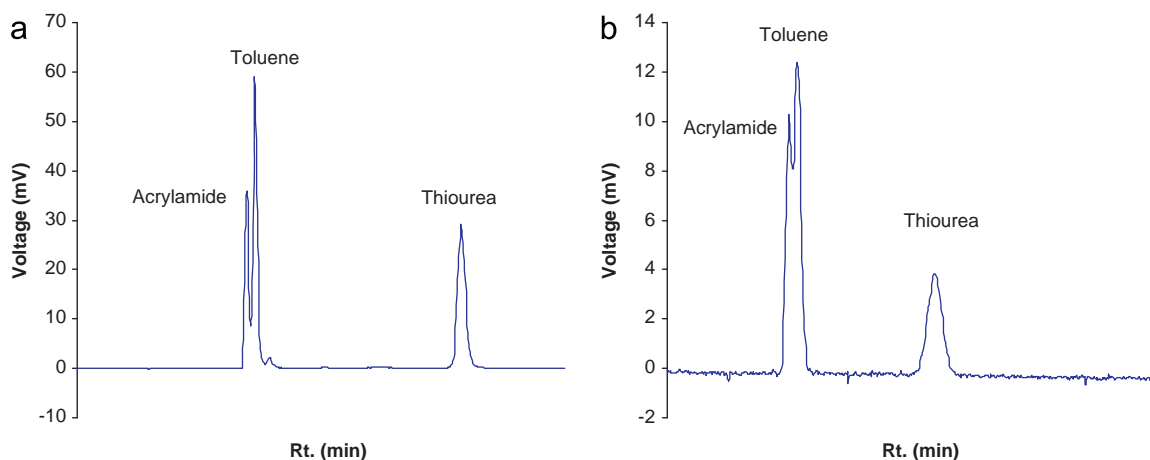 a
70
60
50
40
30
20
10
0
-10
Voltage (mV)
Toluene
Acrylamide
Thiourea
Rt. (min)
b
14
12
10
8
6
4
2
0
-2
Voltage (mV)
Toluene
Acrylamide
Thiourea
Rt. (min)